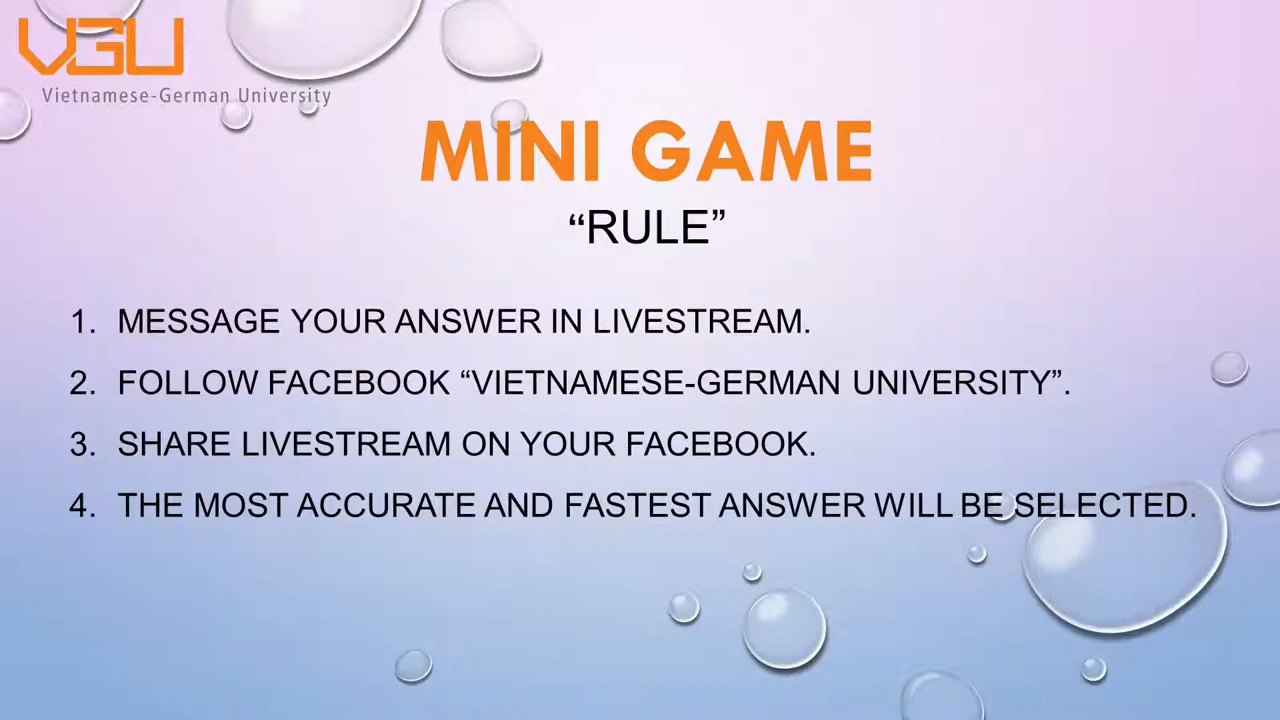 VGU
Vietnamese-German University
MINI GAME
“RULE”
1. MESSAGE YOUR ANSWER IN LIVESTREAM.
2. FOLLOW FACEBOOK “VIETNAMESE-GERMAN UNIVERSITY”.
3. SHARE LIVESTREAM ON YOUR FACEBOOK.
4. THE MOST ACCURATE AND FASTEST ANSWER WILL BE SELECTED.